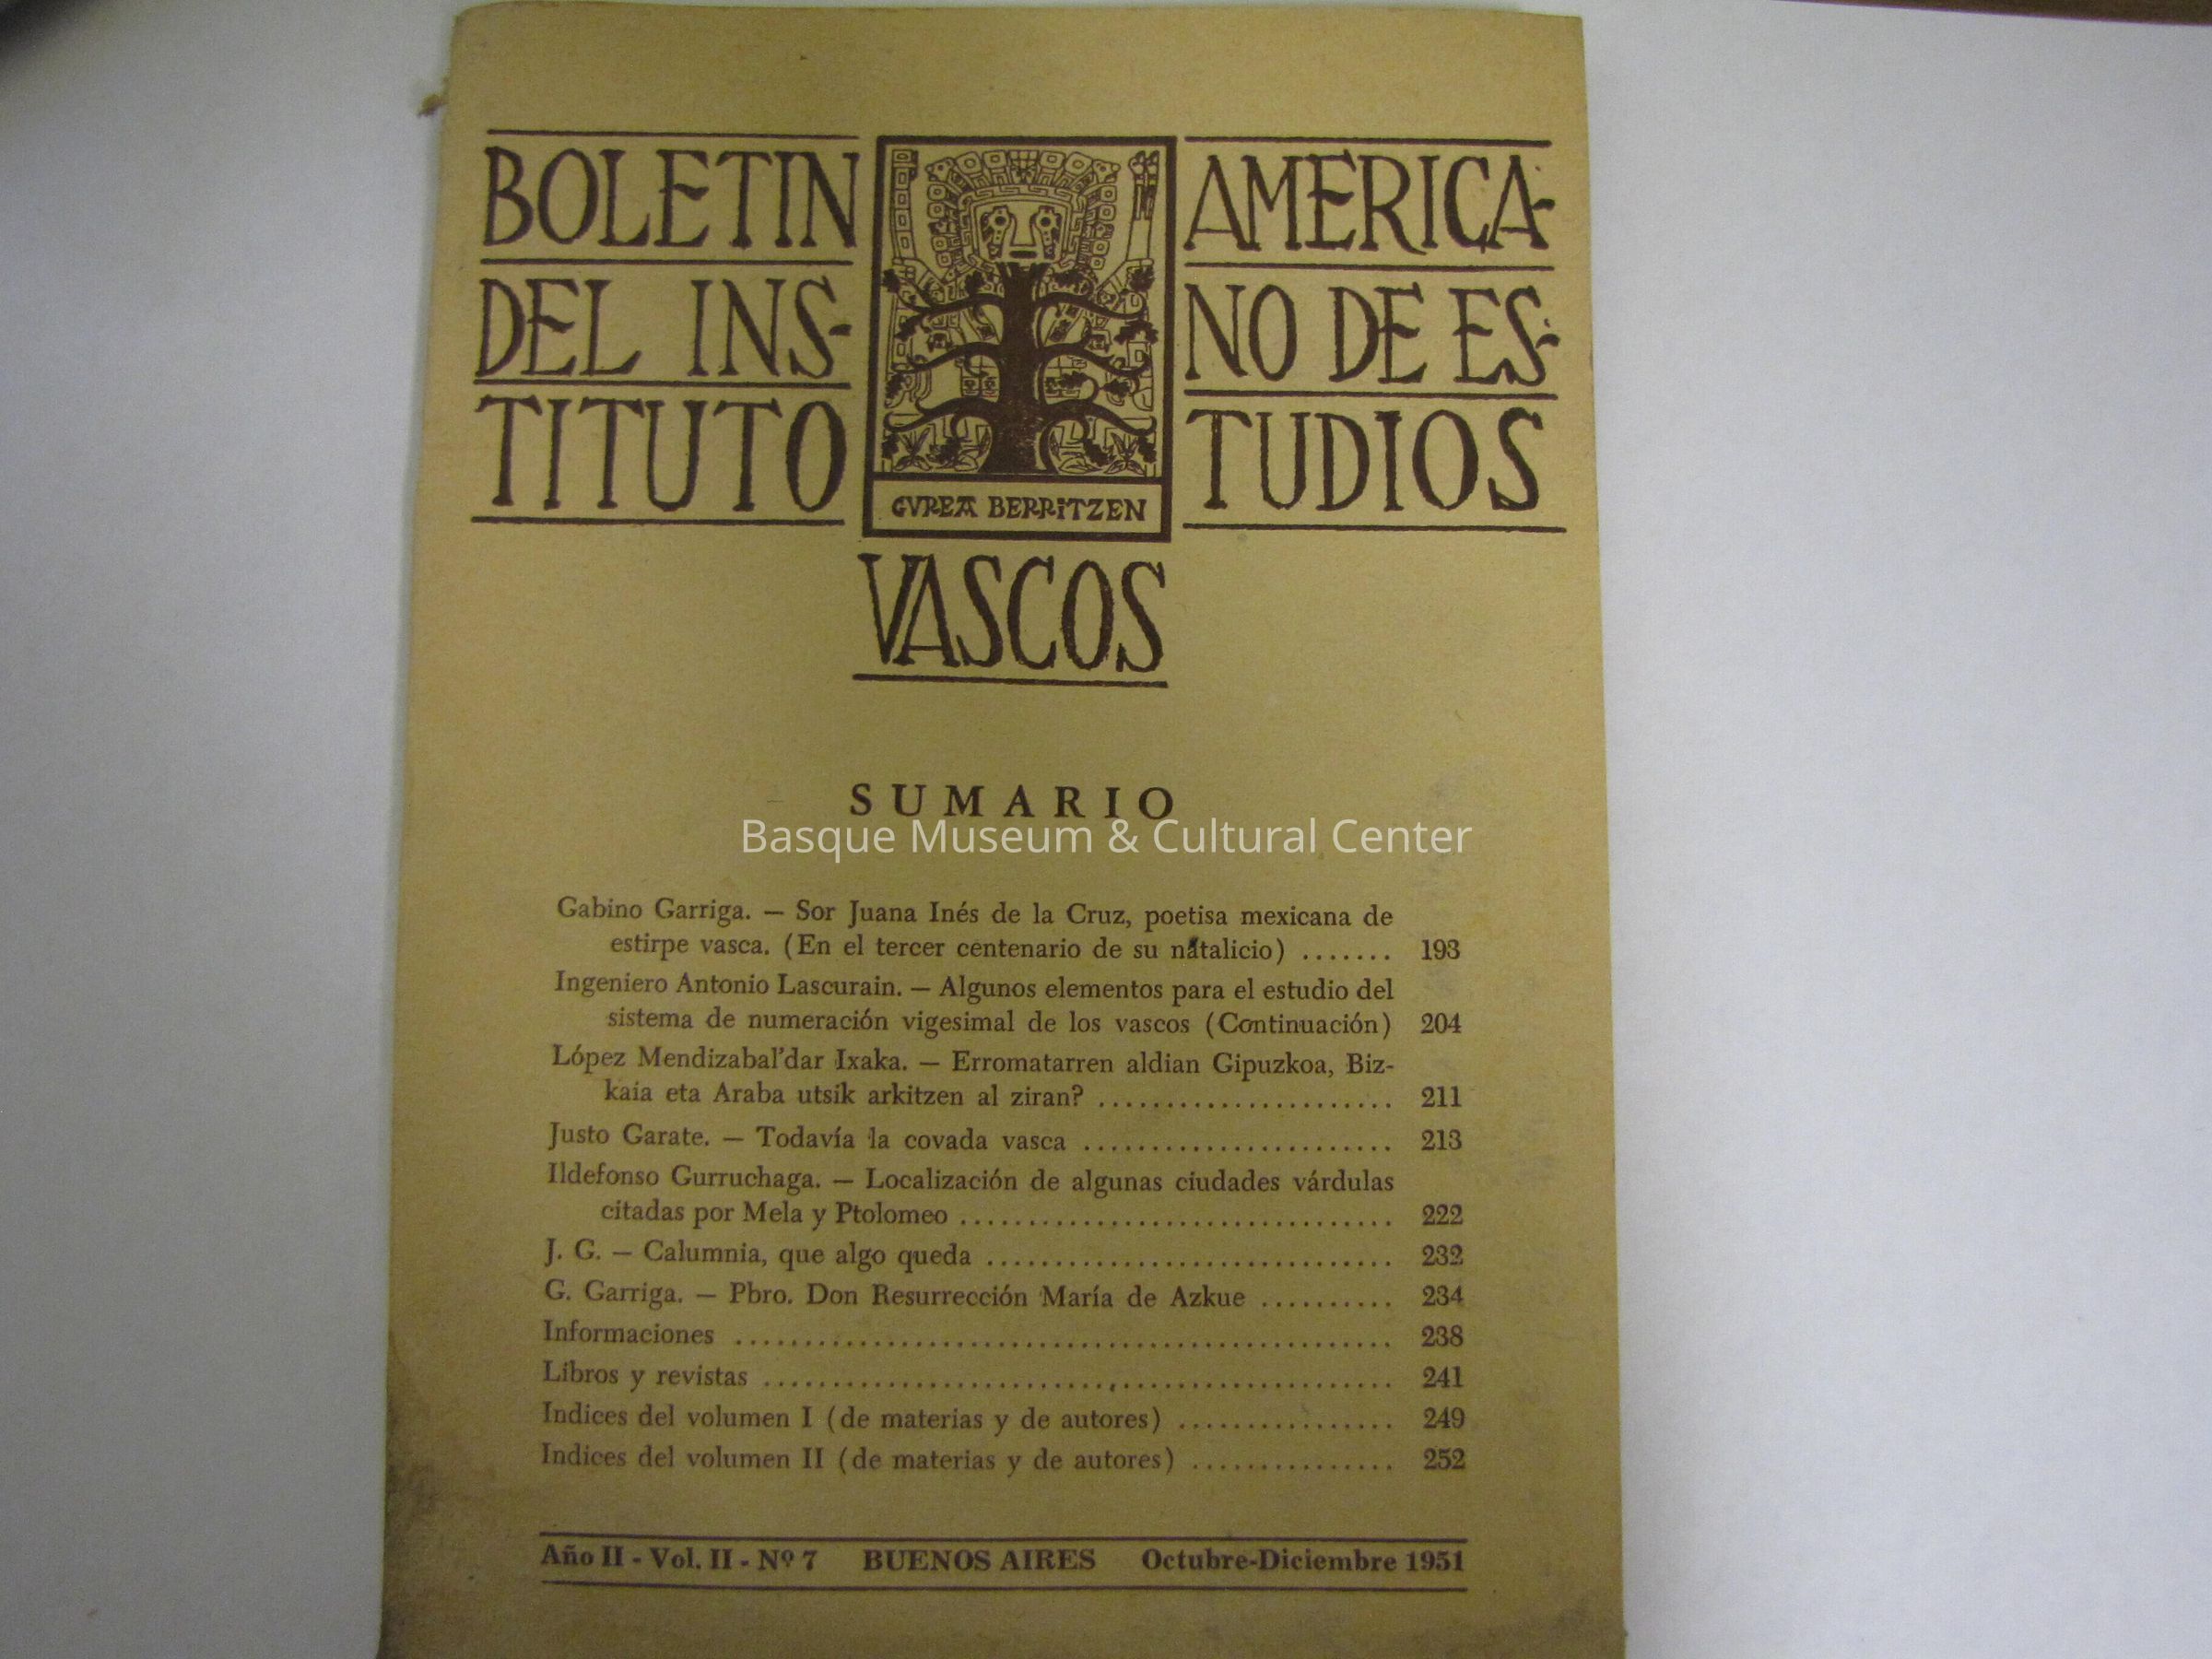 BOLETIN
DEL INS-
TITUTO
GVREA BERRITZEN
AMERICA-
NO DE ES-
TUDIOS
VASCOS
SUMARIO
Basque Museum & Cultural Center
Gabino Garriga. — Sor Juana Inés de la Cruz, poetisa mexicana de
estirpe vasca. (En el tercer centenario de su natalicio) ....... 193
Ingeniero Antonio Lascurain. — Algunos elementos para el estudio del
sistema de numeración vigesimal de los vascos (Continuación) 204
López Mendizabal'dar Ixaka. — Erromatarren aldian Gipuzkoa, Biz-
kaia eta Araba utsik arkitzen al ziran? ...................... 211
Justo Garate. — Todavía la covada vasca ....................... 213
Ildefonso Gurruchaga. — Localización de algunas ciudades várdulas
citadas por Mela y Ptolomeo ................................ 222
J. G. — Calumnia, que algo queda .............................. 232
G. Garriga. — Pbro. Don Resurrección María de Azkue .......... 234
Informaciones ................................................ 238
Libros y revistas .............................................. 241
Indices del volumen I (de materias y de autores) ................ 249
Indices del volumen II (de materias y de autores) ............... 252
Año II - Vol. II - Nº 7 BUENOS AIRES Octubre-Diciembre 1951